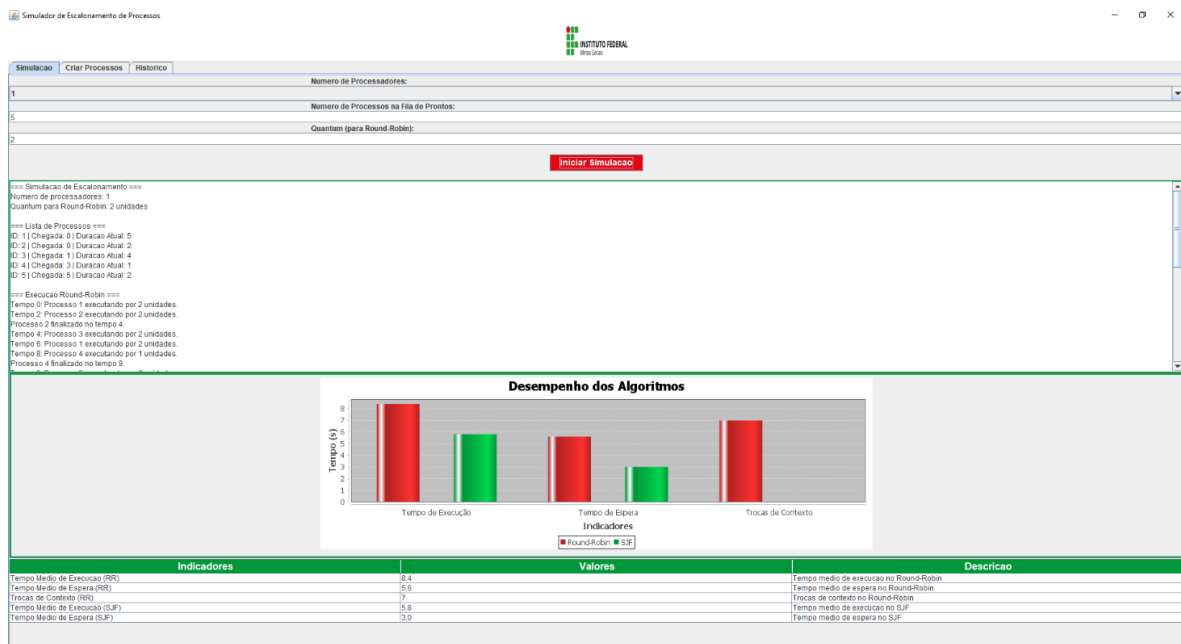 Simulador de Escalonamento de Processos
INSTITUTO FEDERAL
Minas Gerais
Simulacao Criar Processos Historico
Numero de Processadores:
1
Numero de Processos na Fila de Prontos:
5
Quantum (para Round-Robin):
2
Iniciar Simulacao
=== Simulacao de Escalonamento ===
Numero de processadores: 1
Quantum para Round-Robin: 2 unidades
=== Lista de Processos ===
ID: 1 | Chegada: 0 | Duracao Atual: 5
ID: 2 | Chegada: 0 | Duracao Atual: 2
ID: 3 | Chegada: 1 | Duracao Atual: 4
ID: 4 | Chegada: 3 | Duracao Atual: 1
ID: 5 | Chegada: 5 | Duracao Atual: 2
=== Execucao Round-Robin ===
Tempo 0: Processo 1 executando por 2 unidades.
Tempo 2: Processo 2 executando por 2 unidades.
Processo 2 finalizado no tempo 4.
Tempo 4: Processo 3 executando por 2 unidades.
Tempo 6: Processo 1 executando por 2 unidades.
Tempo 8: Processo 4 executando por 1 unidades.
Processo 4 finalizado no tempo 9.
Desempenho dos Algoritmos
8
7
6
5
4
3
2
1
0
Tempo (s)
Tempo de Execução Tempo de Espera Trocas de Contexto
Indicadores
Round-Robin SJF
Indicadores Valores Descricao
Tempo Medio de Execucao (RR) 8.4 Tempo medio de execucao no Round-Robin
Tempo Medio de Espera (RR) 5.6 Tempo medio de espera no Round-Robin
Trocas de Contexto (RR) 7 Trocas de contexto no Round-Robin
Tempo Medio de Execucao (SJF) 5.8 Tempo medio de execucao no SJF
Tempo Medio de Espera (SJF) 3.0 Tempo medio de espera no SJF